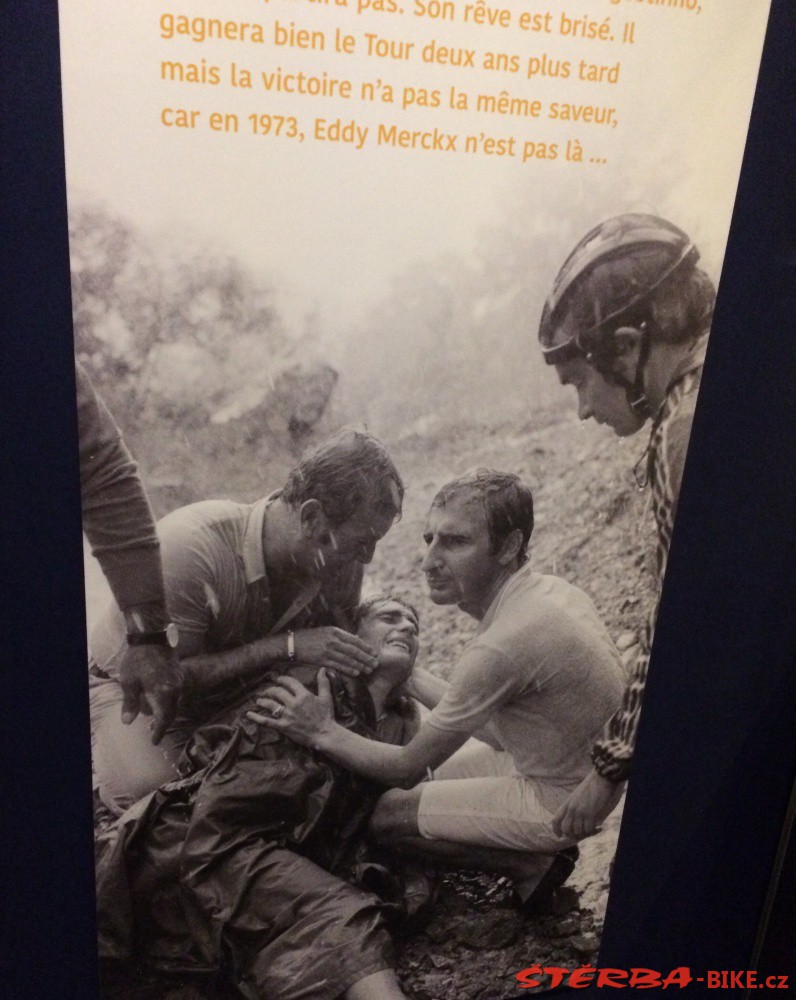 pas. Son rêve est brisé. Il
gagnera bien le Tour deux ans plus tard
mais la victoire n'a pas la même saveur,
car en 1973, Eddy Merckx n'est pas là ...
ŠTĚRBA-BIKE.cz